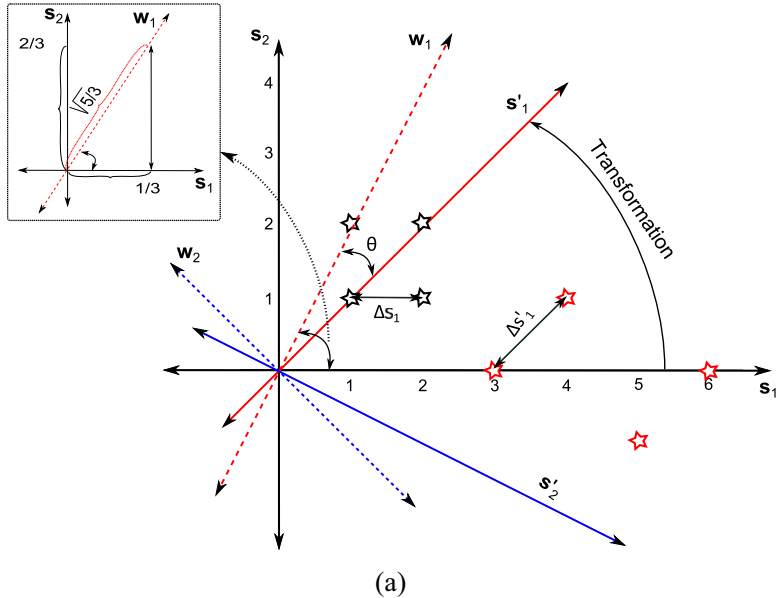 s₂
w₁
2/3
√5/3
1/3
s₁
s₂
w₁
4
s'₁
3
Transformation
2
θ
w₂
1
Δs₁
Δs'₁
1
2
3
4
5
6
s₁
s'₂
(a)